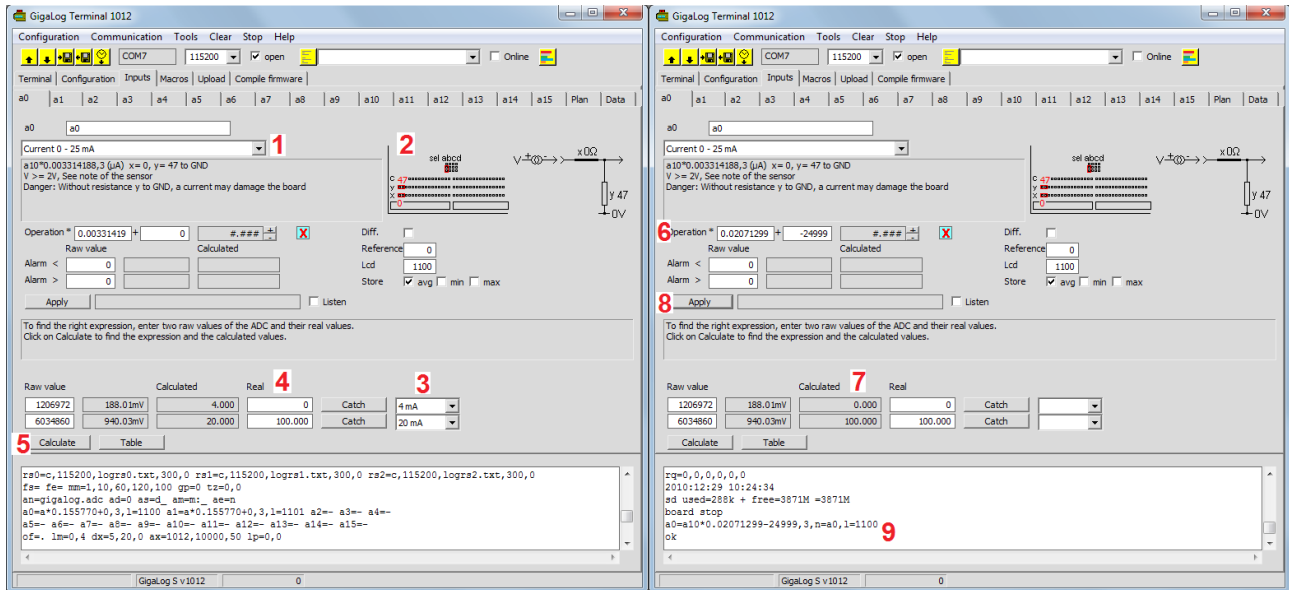 GigaLog Terminal 1012
Configuration Communication Tools Clear Stop Help
COM7 115200 open Online
Terminal Configuration Inputs Macros Upload Compile firmware
a0 a1 a2 a3 a4 a5 a6 a7 a8 a9 a10 a11 a12 a13 a14 a15 Plan Data
a0 a0
Current 0 - 25 mA 1
a10*0.003314188,3 (µA) x= 0, y= 47 to GND
V >= 2V, See note of the sensor
Danger: Without resistance y to GND, a current may damage the board
2
sel abcd
c 47
y
x
0
V + - > x 0Ω
y 47
0V
Operation * 0.00331419 + 0 #.### + - X Diff.
Raw value Calculated Reference 0
Alarm < 0 Lcd 1100
Alarm > 0 Store avg min max
Apply Listen
To find the right expression, enter two raw values of the ADC and their real values.
Click on Calculate to find the expression and the calculated values.
4 3
Raw value Calculated Real
1206972 188.01mV 4.000 0 Catch 4 mA
6034860 940.03mV 20.000 100.000 Catch 20 mA
5 Calculate Table
rs0=c,115200,logrs0.txt,300,0 rs1=c,115200,logrs1.txt,300,0 rs2=c,115200,logrs2.txt,300,0
fs= fe= mm=1,10,60,120,100 gp=0 tz=0,0
an=gigalog.adc ad=0 as=d_ am=m:_ ae=n
a0=a*0.155770+0,3,l=1100 a1=a*0.155770+0,3,l=1101 a2=- a3=- a4=-
a5=- a6=- a7=- a8=- a9=- a10=- a11=- a12=- a13=- a14=- a15=-
of=. lm=0,4 dx=5,20,0 ax=1012,10000,50 lp=0,0
GigaLog S v1012 0
GigaLog Terminal 1012
Configuration Communication Tools Clear Stop Help
COM7 115200 open Online
Terminal Configuration Inputs Macros Upload Compile firmware
a0 a1 a2 a3 a4 a5 a6 a7 a8 a9 a10 a11 a12 a13 a14 a15 Plan Data
a0 a0
Current 0 - 25 mA
a10*0.003314188,3 (µA) x= 0, y= 47 to GND
V >= 2V, See note of the sensor
Danger: Without resistance y to GND, a current may damage the board
sel abcd
c 47
y
x
0
V + - > x 0Ω
y 47
0V
6 Operation * 0.02071299 + -24999 #.### + - X Diff.
Raw value Calculated Reference 0
Alarm < 0 Lcd 1100
Alarm > 0 Store avg min max
8 Apply Listen
To find the right expression, enter two raw values of the ADC and their real values.
Click on Calculate to find the expression and the calculated values.
7
Raw value Calculated Real
1206972 188.01mV 0.000 0 Catch
6034860 940.03mV 100.000 100.000 Catch
Calculate Table
rq=0,0,0,0,0,0
2010:12:29 10:24:34
sd used=288k + free=3871M =3871M
board stop
a0=a10*0.02071299-24999,3,n=a0,l=1100 9
ok
GigaLog S v1012 0